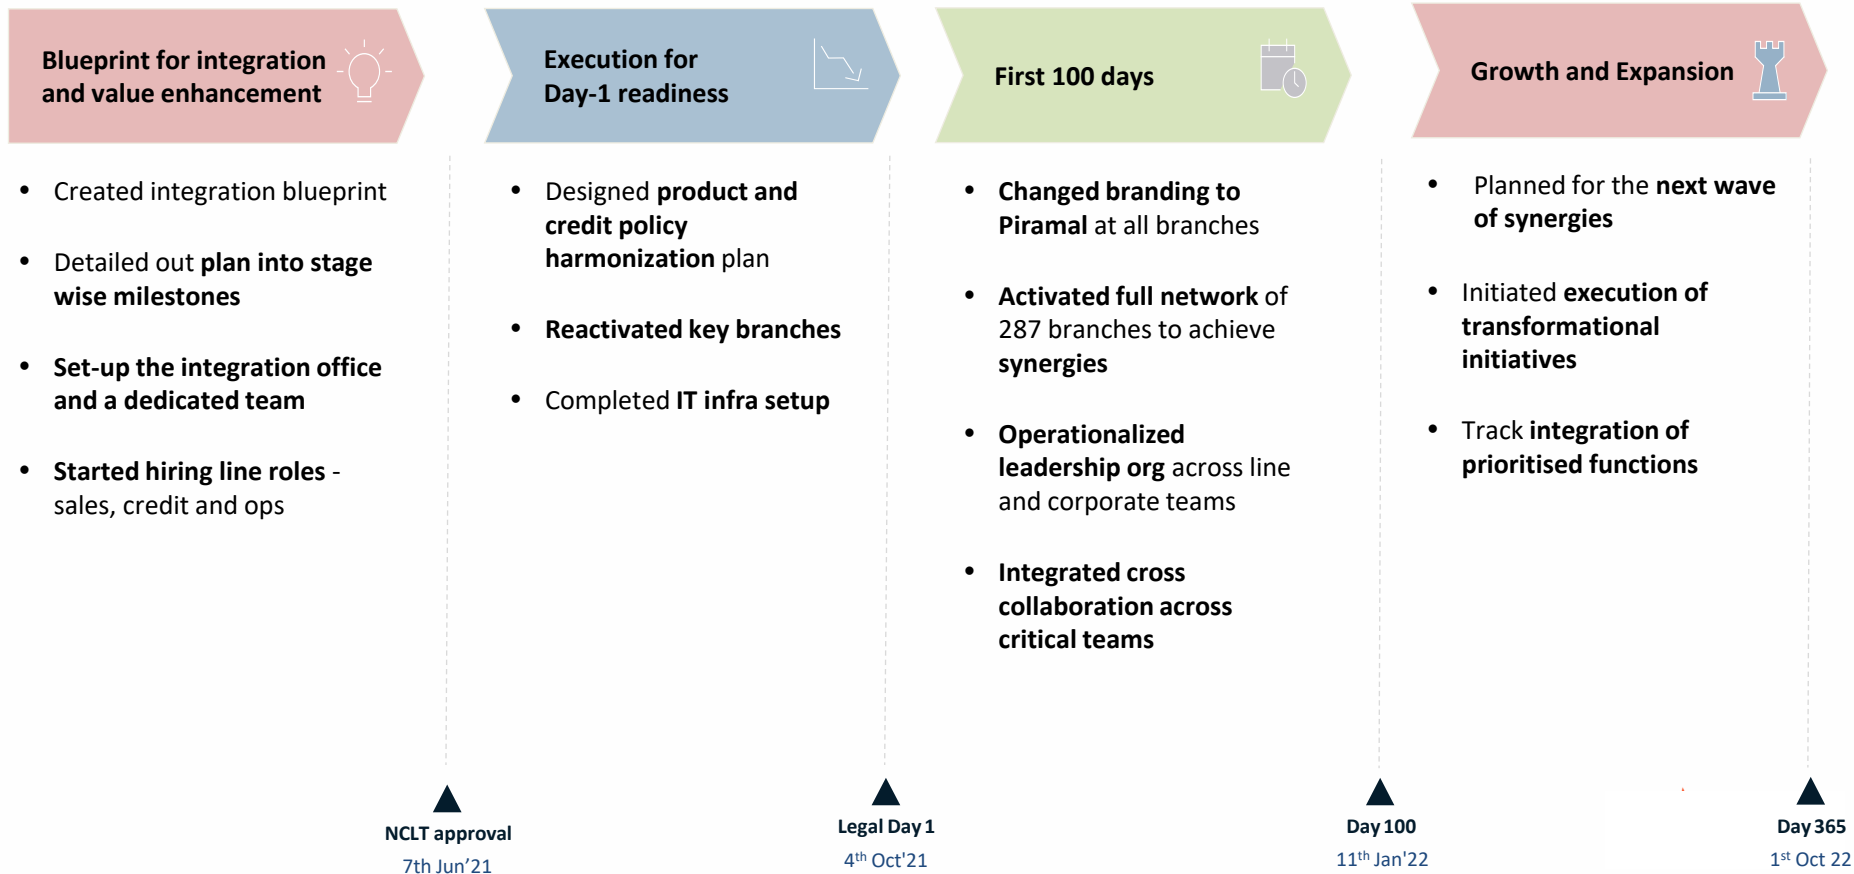 Blueprint for integration
and value enhancement
Execution for
Day-1 readiness
First 100 days
Growth and Expansion
• Created integration blueprint
• Detailed out plan into stage
wise milestones
• Set-up the integration office
and a dedicated team
• Started hiring line roles -
sales, credit and ops
• Designed product and
credit policy
harmonization plan
• Reactivated key branches
• Completed IT infra setup
• Changed branding to
Piramal at all branches
• Activated full network of
287 branches to achieve
synergies
• Operationalized
leadership org across line
and corporate teams
• Integrated cross
collaboration across
critical teams
• Planned for the next wave
of synergies
• Initiated execution of
transformational
initiatives
• Track integration of
prioritised functions
NCLT approval
7th Jun’21
Legal Day 1
4th Oct'21
Day 100
11th Jan'22
Day 365
1st Oct 22